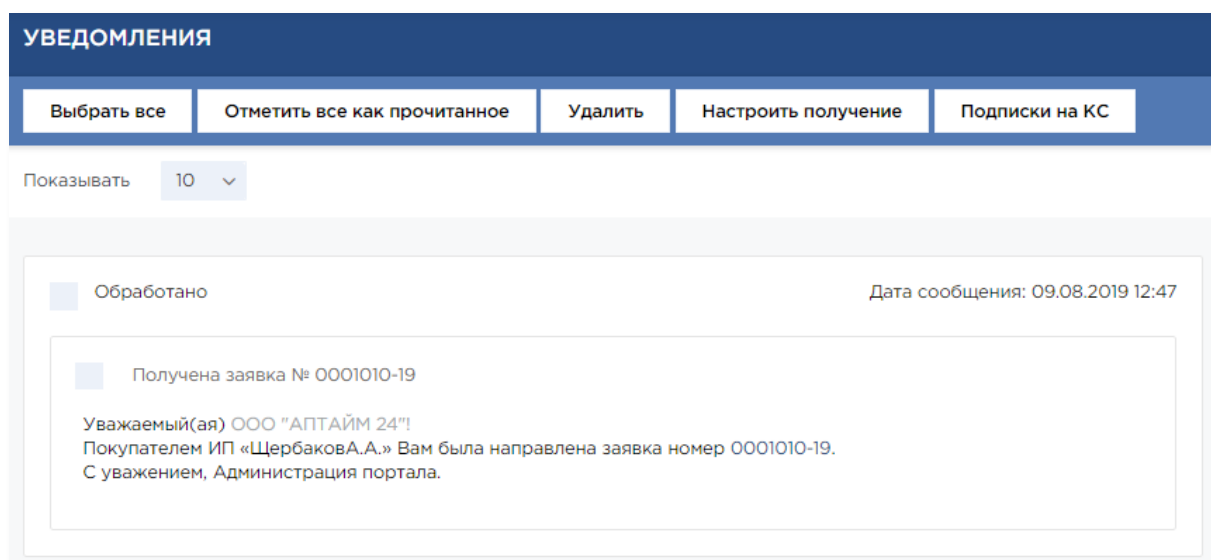 УВЕДОМЛЕНИЯ
Выбрать все Отметить все как прочитанное Удалить Настроить получение Подписки на КС
Показывать 10
Обработано Дата сообщения: 09.08.2019 12:47
Получена заявка № 0001010-19
Уважаемый(ая) ООО "АПТАЙМ 24"!
Покупателем ИП «ЩербаковА.А.» Вам была направлена заявка номер 0001010-19.
С уважением, Администрация портала.